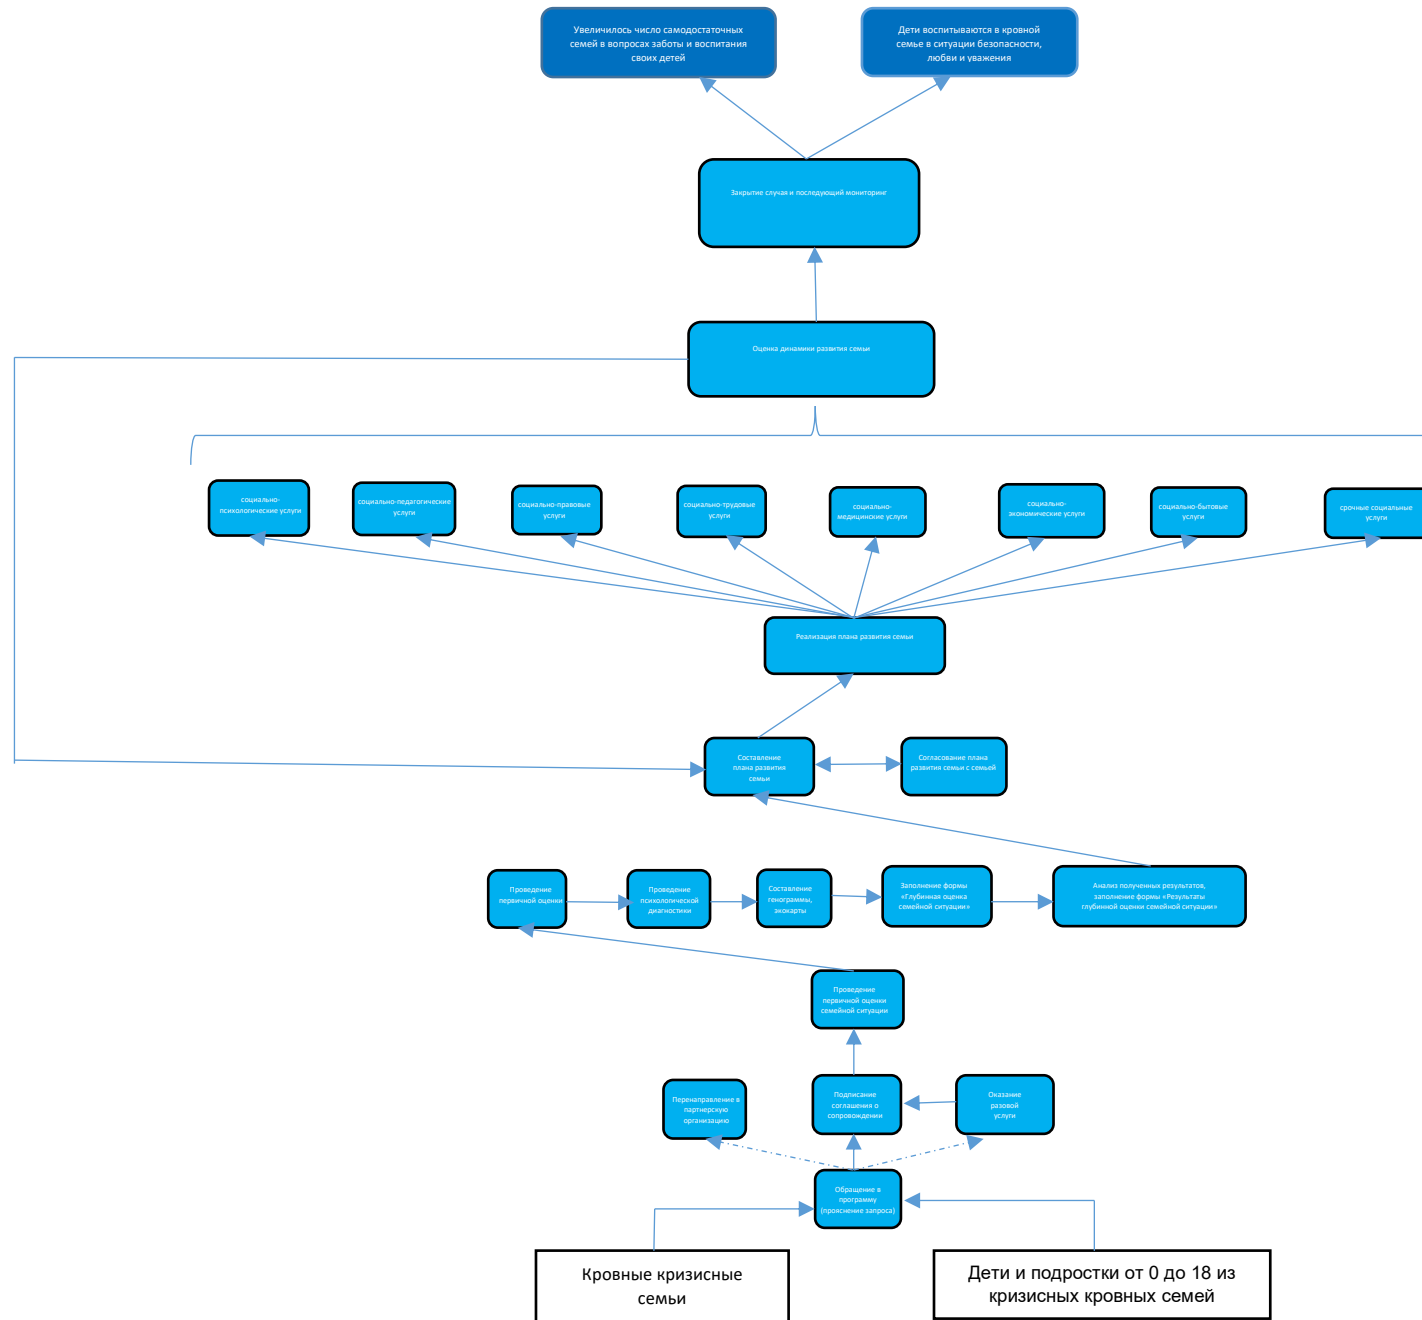 Увеличилось число самодостаточных
семей в вопросах заботы и воспитания
своих детей
Дети воспитываются в кровной
семье в ситуации безопасности,
любви и уважения
Закрытие случая и последующий мониторинг
Оценка динамики развития семьи
социально-
психологические услуги
социально-педагогические
услуги
социально-правовые
услуги
социально-трудовые
услуги
социально-
медицинские услуги
социально-
экономические услуги
социально-бытовые
услуги
срочные социальные
услуги
Реализация плана развития семьи
Составление
плана развития
семьи
Согласование плана
развития семьи с семьей
Проведение
первичной оценки
Проведение
психологической
диагностики
Составление
генограммы,
экокарты
Заполнение формы
«Глубинная оценка
семейной ситуации»
Анализ полученных результатов,
заполнение формы «Результаты
глубинной оценки семейной ситуации»
Проведение
первичной оценки
семейной ситуации
Перенаправление в
партнерскую
организацию
Подписание
соглашения о
сопровождении
Оказание
разовой
услуги
Обращение в
программу
(прояснение запроса)
Кровные кризисные
семьи
Дети и подростки от 0 до 18 из
кризисных кровных семей